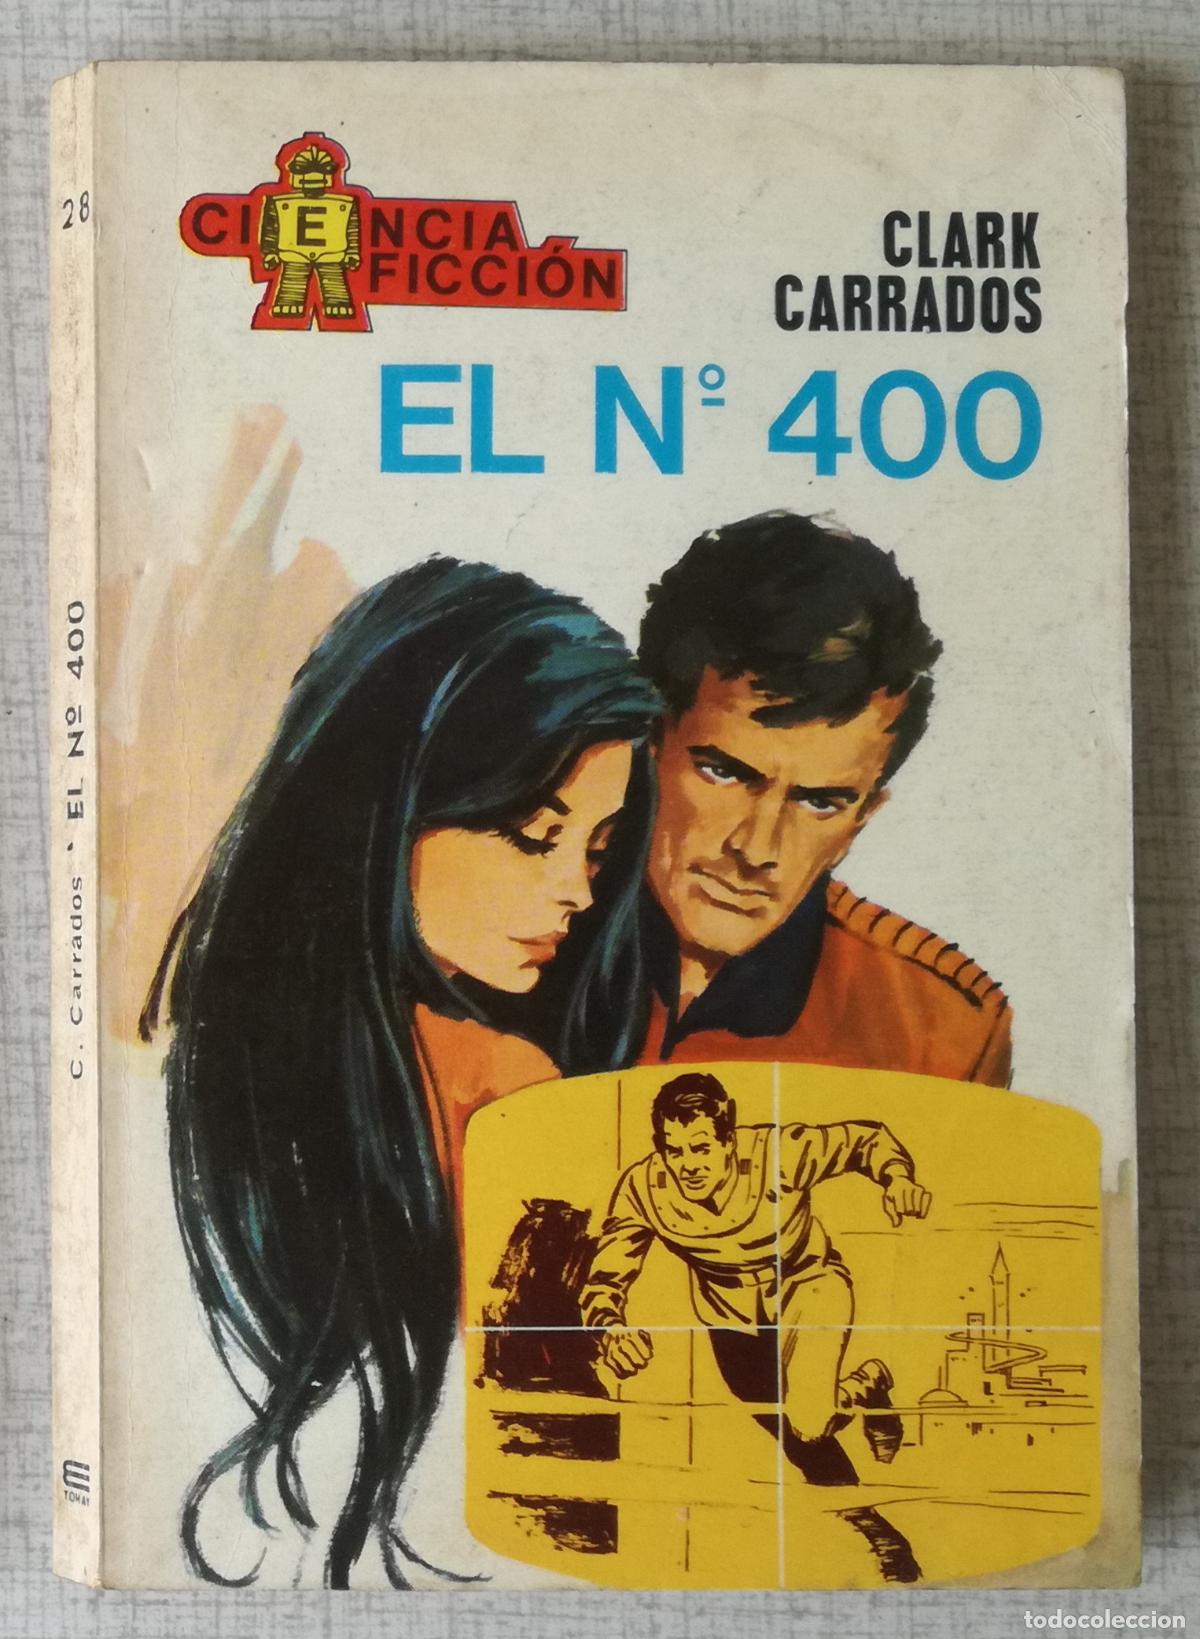 CIENCIA
FICCIÓN
CLARK
CARRADOS
EL Nº 400
28
C. Carrados · EL Nº 400
TORAY
todocoleccion